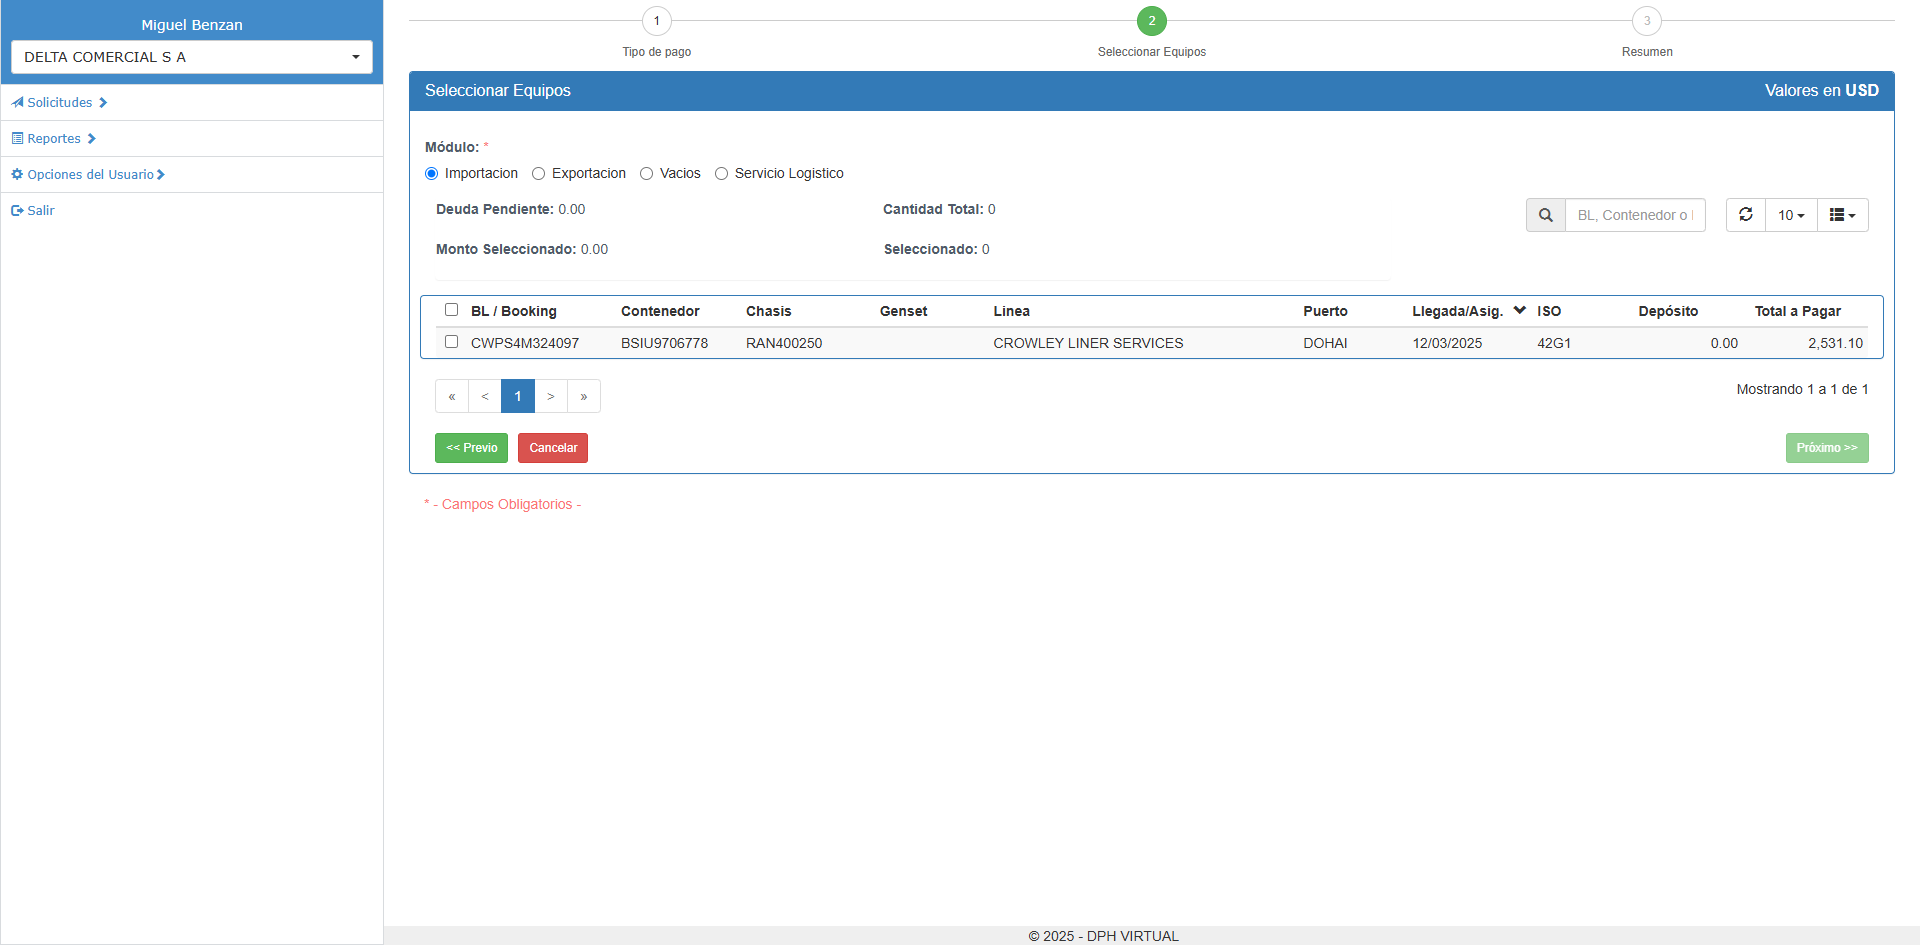 Miguel Benzan
DELTA COMERCIAL S A
Solicitudes
Reportes
Opciones del Usuario
Salir
1 2 3
Tipo de pago Seleccionar Equipos Resumen
Seleccionar Equipos Valores en USD
Módulo: *
Importacion Exportacion Vacios Servicio Logistico
Deuda Pendiente: 0.00 Cantidad Total: 0
BL, Contenedor o 10
Monto Seleccionado: 0.00 Seleccionado: 0
BL / Booking Contenedor Chasis Genset Linea Puerto Llegada/Asig. ISO Depósito Total a Pagar
CWPS4M324097 BSIU9706778 RAN400250 CROWLEY LINER SERVICES DOHAI 12/03/2025 42G1 0.00 2,531.10
« < 1 > » Mostrando 1 a 1 de 1
<< Previo Cancelar Próximo >>
* - Campos Obligatorios -
© 2025 - DPH VIRTUAL